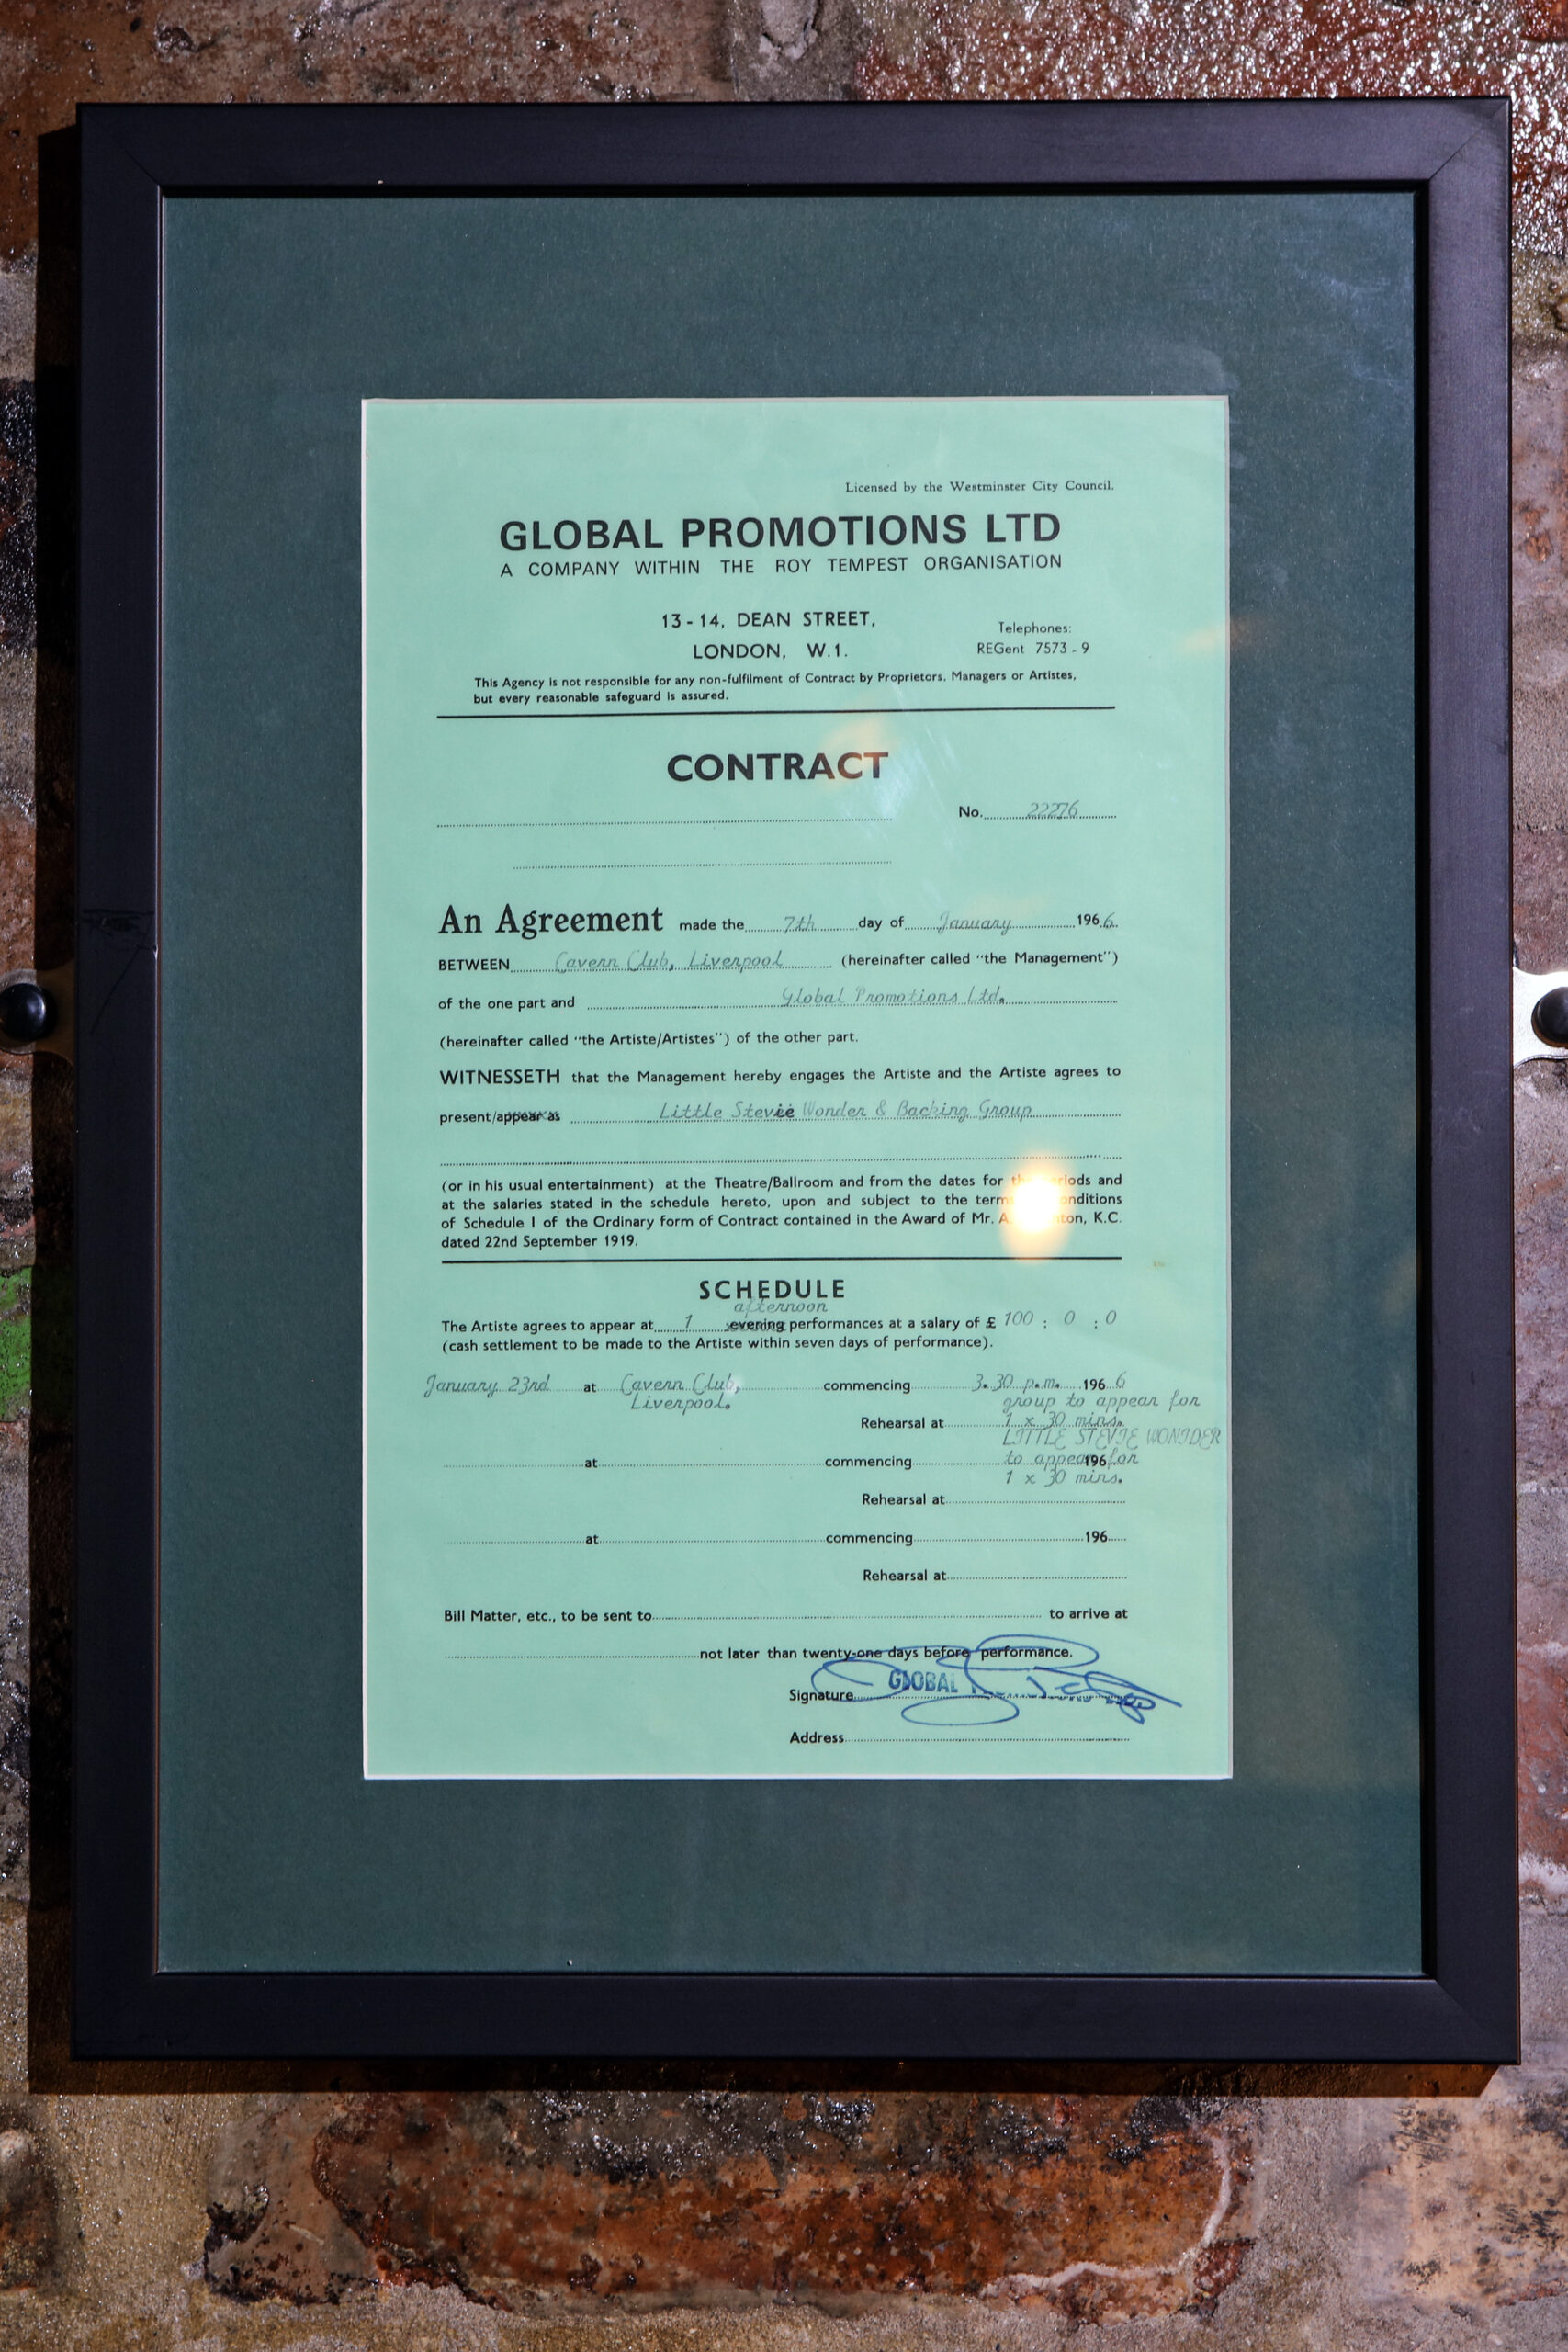 Licensed by the Westminster City Council.
GLOBAL PROMOTIONS LTD
A COMPANY WITHIN THE ROY TEMPEST ORGANISATION
13-14, DEAN STREET,
LONDON, W.1.
Telephones:
REGent 7573-9
This Agency is not responsible for any non-fulfilment of Contract by Proprietors, Managers or Artistes,
but every reasonable safeguard is assured.
CONTRACT
No. 22276
An Agreement made the 7th day of January 1966
BETWEEN Cavern Club, Liverpool (hereinafter called "the Management")
of the one part and Global Promotions Ltd.
(hereinafter called "the Artiste/Artistes") of the other part.
WITNESSETH that the Management hereby engages the Artiste and the Artiste agrees to
present/appear as Little Stevie Wonder & Backing Group
(or in his usual entertainment) at the Theatre/Ballroom and from the dates for and
at the salaries stated in the schedule hereto, upon and subject to the
of Schedule I of the Ordinary form of Contract contained in the Award of Mr. K.C.
dated 22nd September 1919.
SCHEDULE
afternoon
The Artiste agrees to appear at 1 evening performances at a salary of £ 100 : 0 : 0
(cash settlement to be made to the Artiste within seven days of performance).
January 23rd at Cavern Club, commencing 3.30 p.m. 1966
Liverpool.
group to appear for
Rehearsal at 1 x 30 mins.
LITTLE STEVIE WONDER
at commencing to appear for 196
1 x 30 mins.
Rehearsal at
at commencing 196
Rehearsal at
Bill Matter, etc., to be sent to to arrive at
not later than twenty-one days before performance.
GLOBAL
Signature
Address